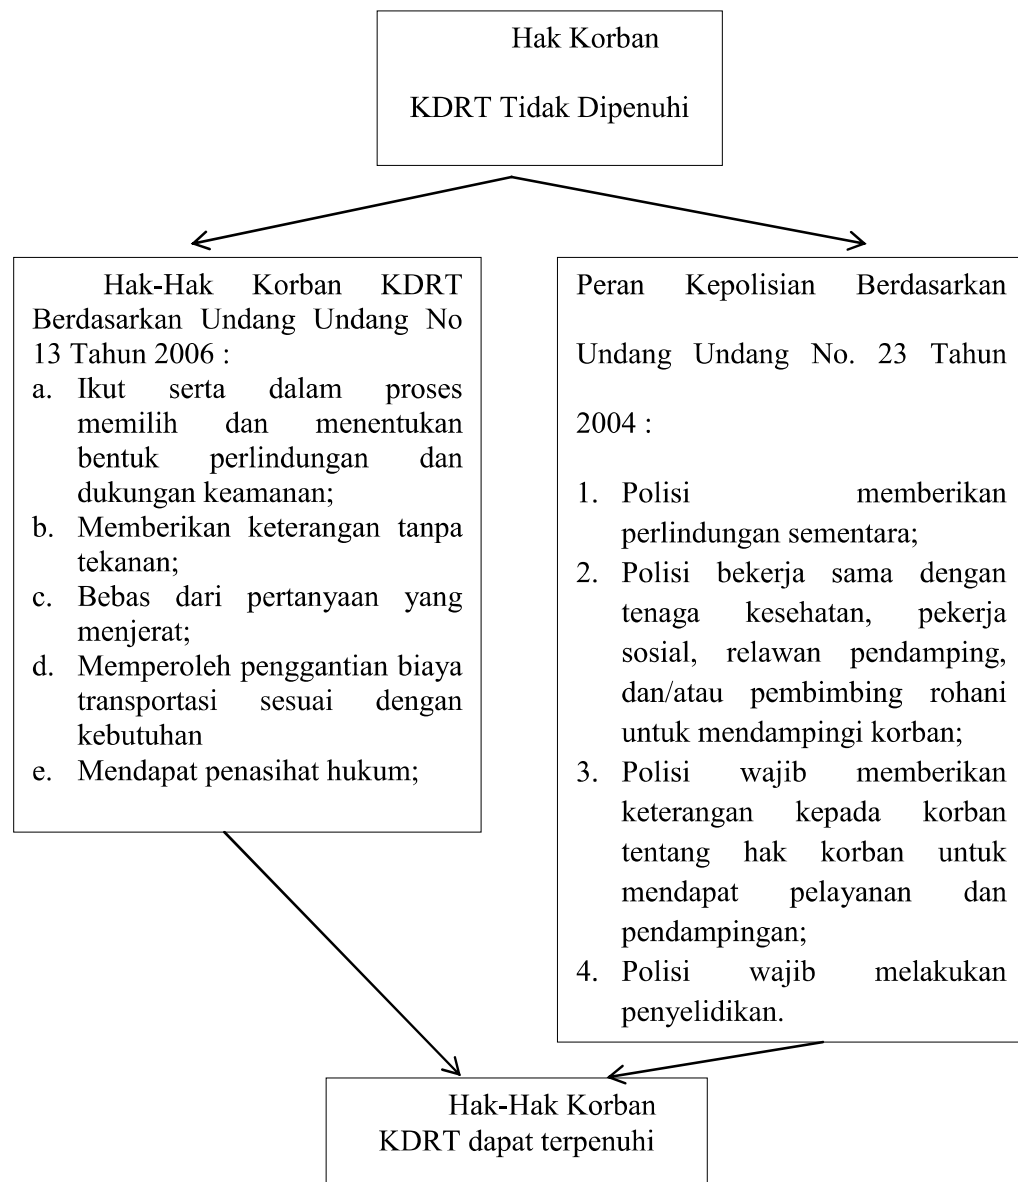 Hak Korban
KDRT Tidak Dipenuhi
Hak-Hak Korban KDRT
Berdasarkan Undang Undang No
13 Tahun 2006 :
a. Ikut serta dalam proses
memilih dan menentukan
bentuk perlindungan dan
dukungan keamanan;
b. Memberikan keterangan tanpa
tekanan;
c. Bebas dari pertanyaan yang
menjerat;
d. Memperoleh penggantian biaya
transportasi sesuai dengan
kebutuhan
e. Mendapat penasihat hukum;
Peran Kepolisian Berdasarkan
Undang Undang No. 23 Tahun
2004 :
1. Polisi memberikan
perlindungan sementara;
2. Polisi bekerja sama dengan
tenaga kesehatan, pekerja
sosial, relawan pendamping,
dan/atau pembimbing rohani
untuk mendampingi korban;
3. Polisi wajib memberikan
keterangan kepada korban
tentang hak korban untuk
mendapat pelayanan dan
pendampingan;
4. Polisi wajib melakukan
penyelidikan.
Hak-Hak Korban
KDRT dapat terpenuhi